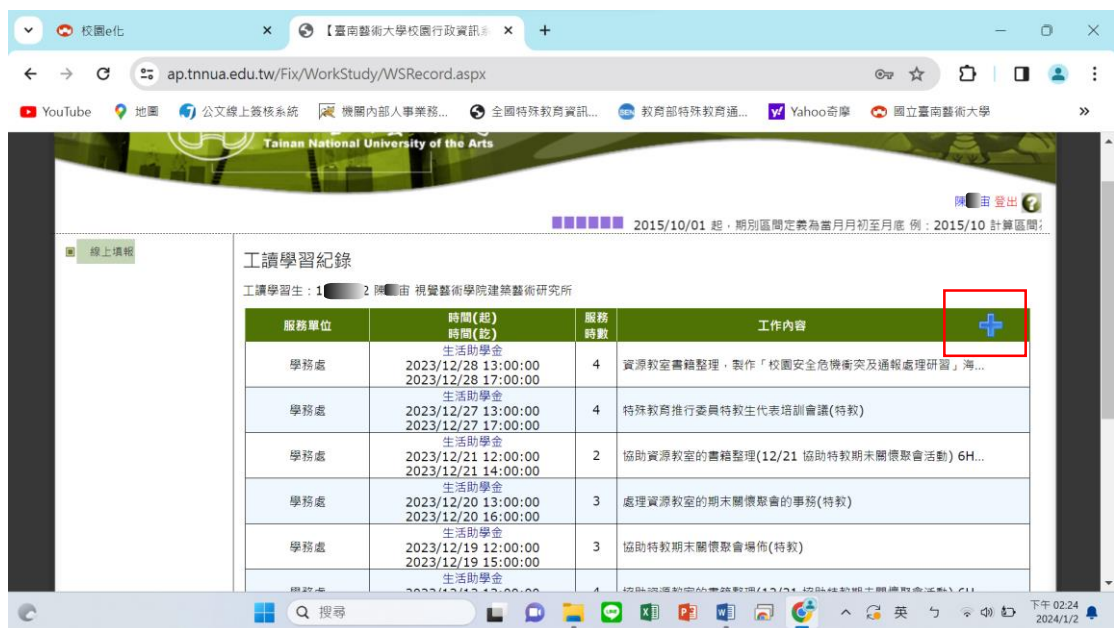 校園e化
【臺南藝術大學校園行政資訊
ap.tnnua.edu.tw/Fix/WorkStudy/WSRecord.aspx
YouTube 地圖 公文線上簽核系統 機關內部人事業務... 全國特殊教育資訊... 教育部特殊教育通... Yahoo奇摩 國立臺南藝術大學 »
Tainan National University of the Arts
陳 宙 登出
2015/10/01 起，期別區間定義為當月月初至月底 例：2015/10 計算區間
線上填報
工讀學習紀錄
工讀學習生：1 2 陳 宙 視覺藝術學院建築藝術研究所
服務單位 時間(起) 服務 工作內容
時間(訖) 時數
生活助學金
學務處 2023/12/28 13:00:00 4 資源教室書籍整理，製作「校園安全危機衝突及通報處理研習」海...
2023/12/28 17:00:00
生活助學金
學務處 2023/12/27 13:00:00 4 特殊教育推行委員特教生代表培訓會議(特教)
2023/12/27 17:00:00
生活助學金
學務處 2023/12/21 12:00:00 2 協助資源教室的書籍整理(12/21 協助特教期末關懷聚會活動) 6H...
2023/12/21 14:00:00
生活助學金
學務處 2023/12/20 13:00:00 3 處理資源教室的期末關懷聚會的事務(特教)
2023/12/20 16:00:00
生活助學金
學務處 2023/12/19 12:00:00 3 協助特教期末關懷聚會場佈(特教)
2023/12/19 15:00:00
生活助學金
搜尋 英 ㄅ 下午 02:24
2024/1/2